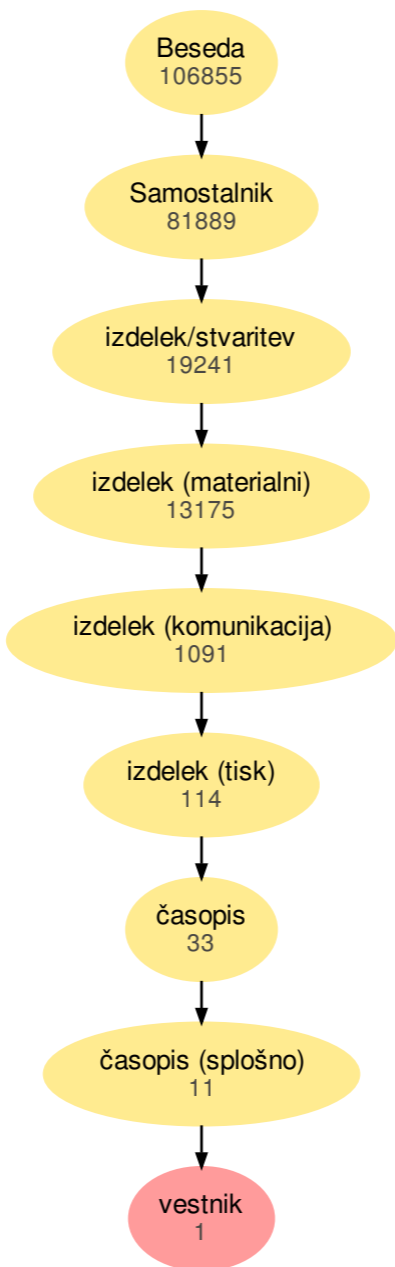 Beseda
106855
Samostalnik
81889
izdelek/stvaritev
19241
izdelek (materialni)
13175
izdelek (komunikacija)
1091
izdelek (tisk)
114
časopis
33
časopis (splošno)
11
vestnik
1